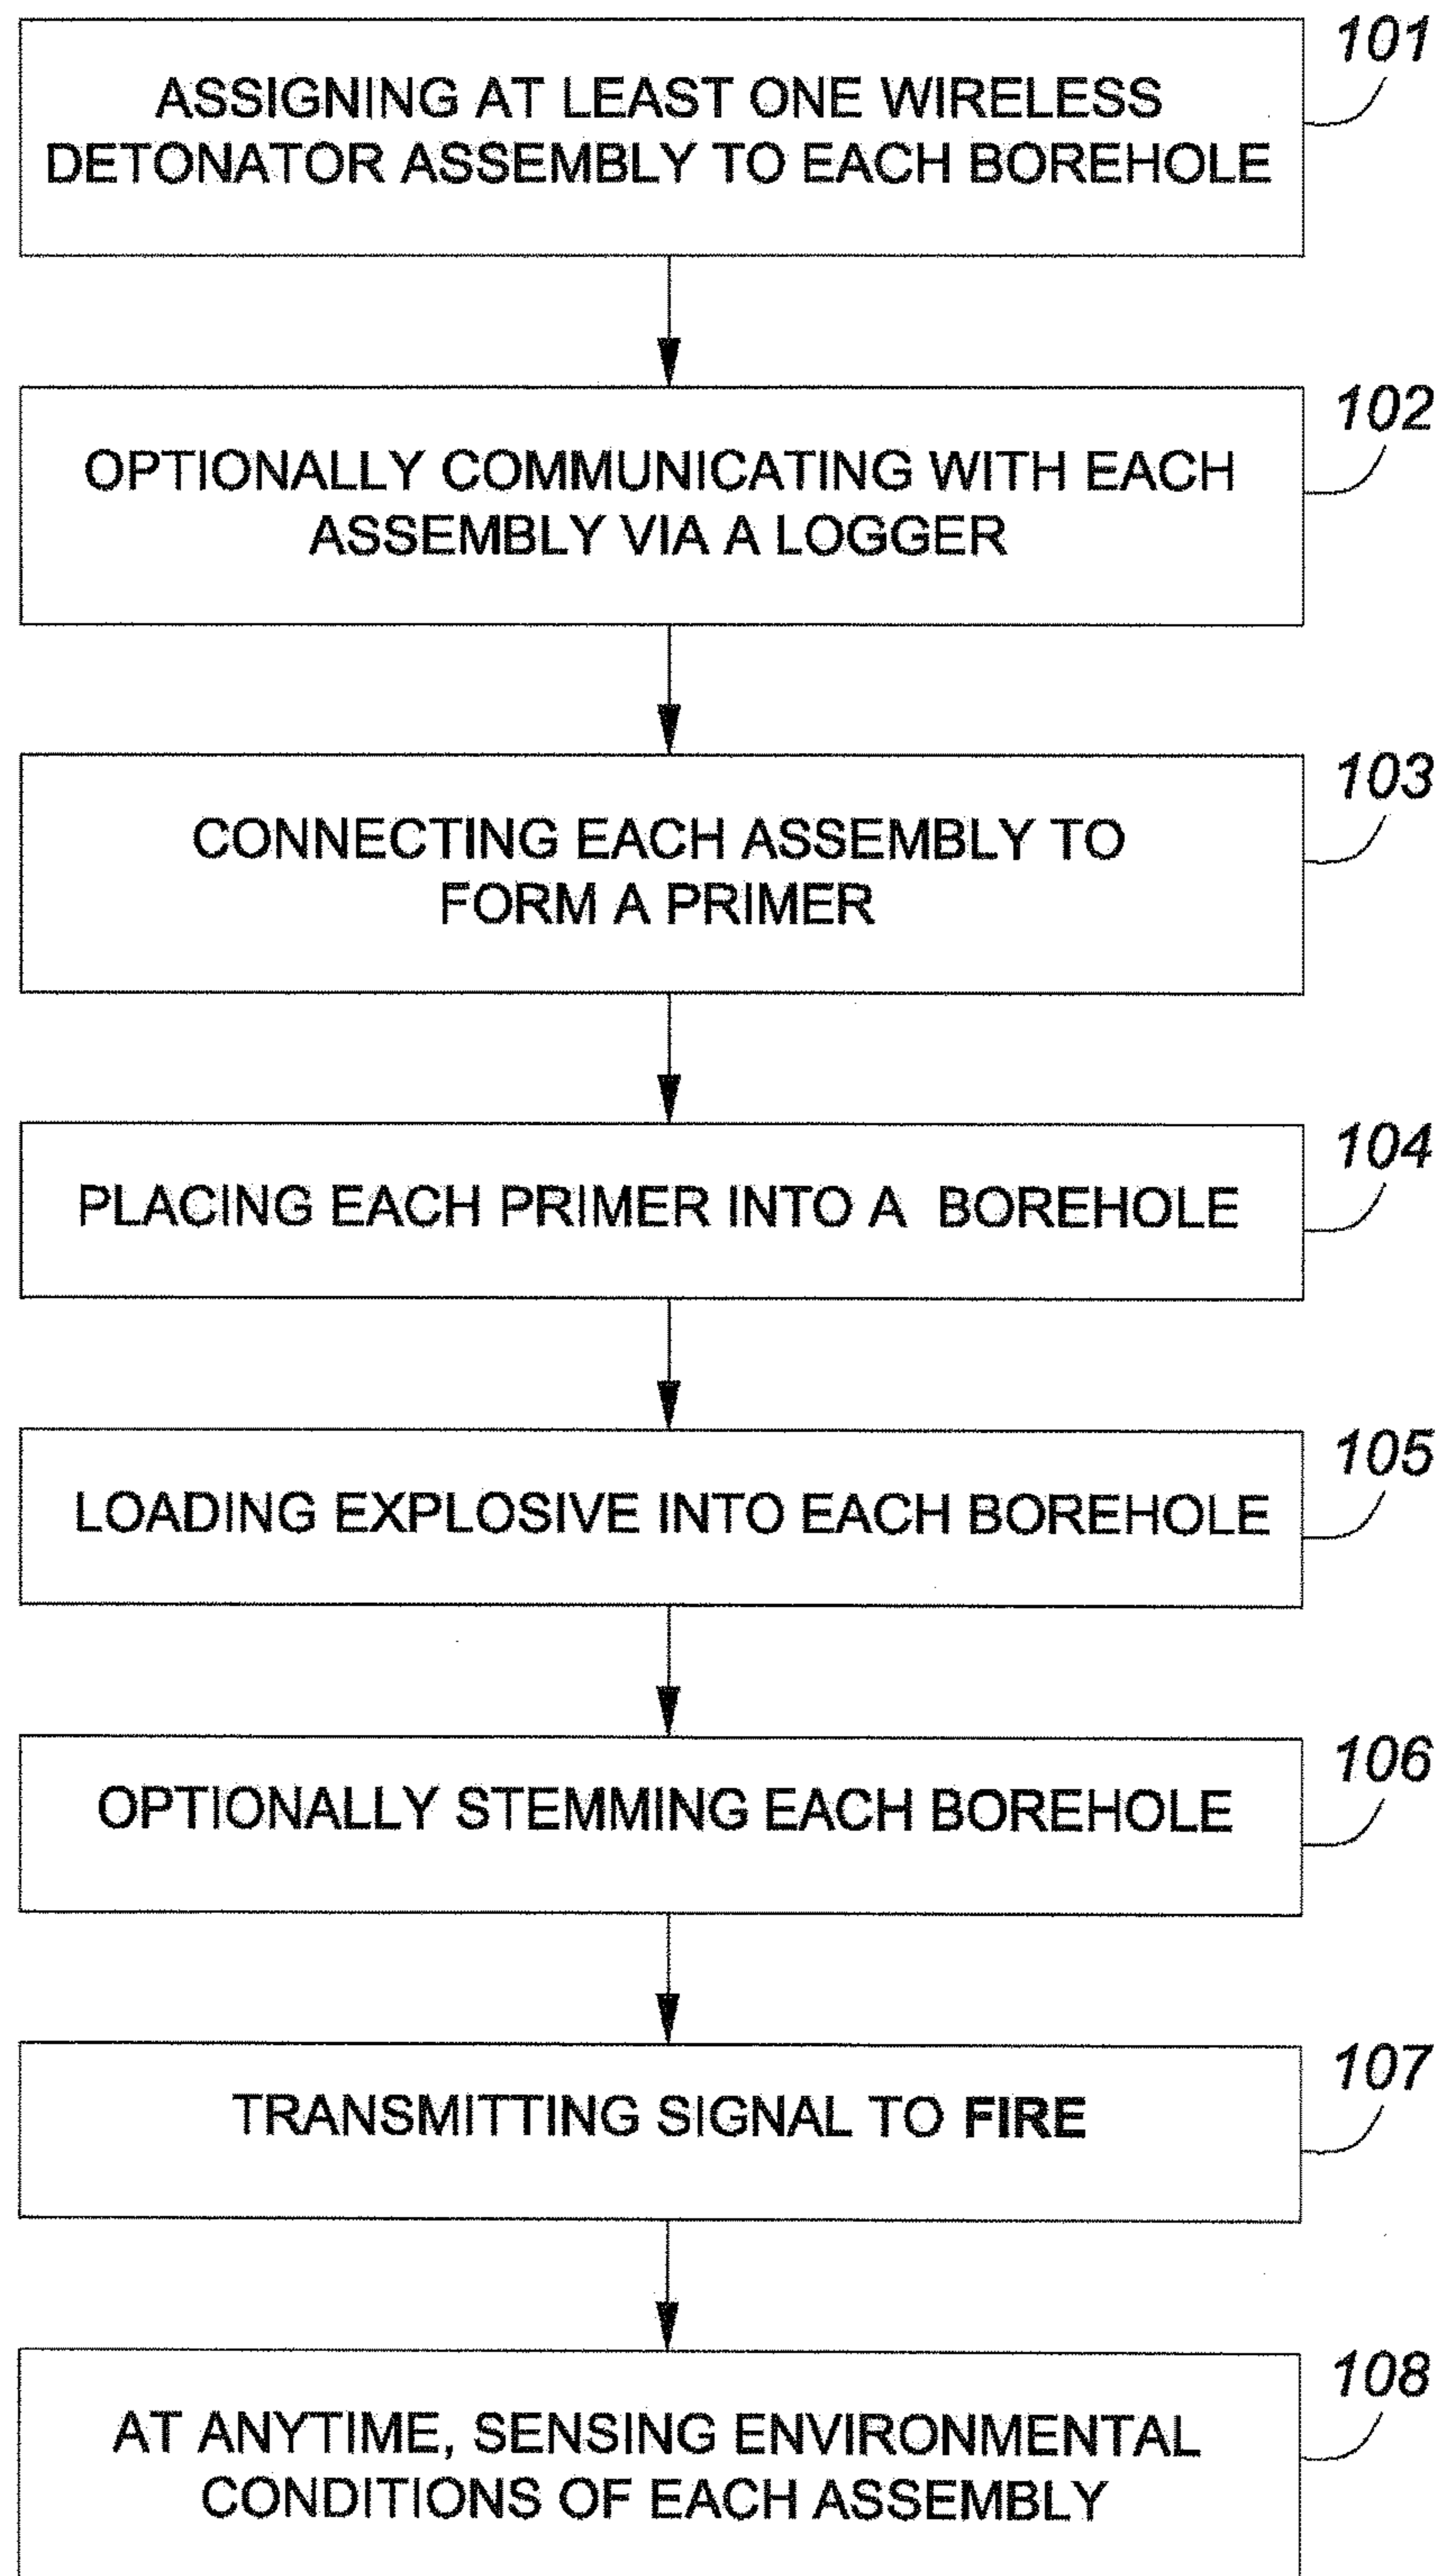 101
ASSIGNING AT LEAST ONE WIRELESS
DETONATOR ASSEMBLY TO EACH BOREHOLE
102
OPTIONALLY COMMUNICATING WITH EACH
ASSEMBLY VIA A LOGGER
103
CONNECTING EACH ASSEMBLY TO
FORM A PRIMER
104
PLACING EACH PRIMER INTO A BOREHOLE
105
LOADING EXPLOSIVE INTO EACH BOREHOLE
106
OPTIONALLY STEMMING EACH BOREHOLE
107
TRANSMITTING SIGNAL TO FIRE
108
AT ANYTIME, SENSING ENVIRONMENTAL
CONDITIONS OF EACH ASSEMBLY